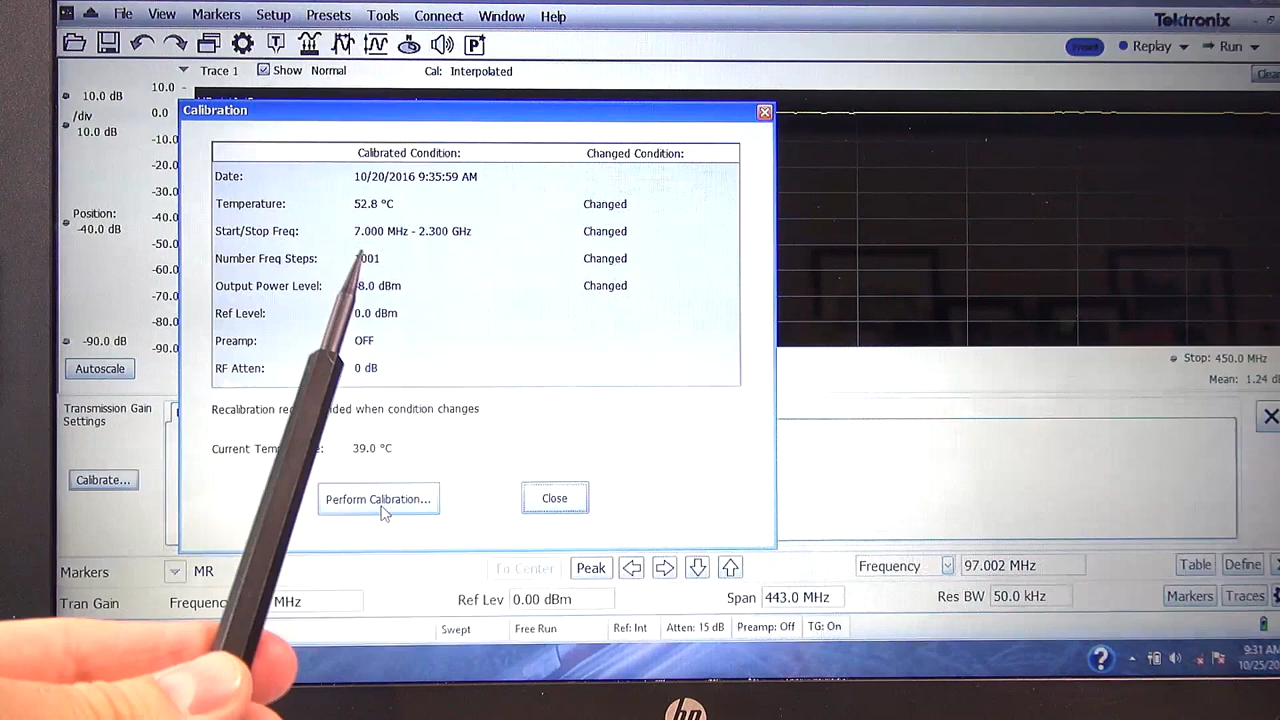 File View Markers Setup Presets Tools Connect Window Help
Tektronix
Preset Replay Run
Trace 1 Show Normal Cal: Interpolated
10.0 dB
/div
10.0 dB
Position:
-40.0 dB
-90.0 dB
Autoscale
10.0
0.0
-10.0
-20.0
-30.0
-40.0
-50.0
-60.0
-70.0
-80.0
-90.0
Calibration
Calibrated Condition: Changed Condition:
Date: 10/20/2016 9:35:59 AM
Temperature: 52.8 °C Changed
Start/Stop Freq: 7.000 MHz - 2.300 GHz Changed
Number Freq Steps: Changed
Output Power Level: dBm Changed
Ref Level: 0.0 dBm
Preamp: OFF
RF Atten: 0 dB
Recalibration when condition changes
Current 39.0 °C
Perform Calibration... Close
Stop: 450.0 MHz
Mean: 1.24
Transmission Gain
Settings
Calibrate...
Markers MR To Center Peak Frequency 97.002 MHz Table Define
Tran Gain MHz Ref Lev 0.00 dBm Span 443.0 MHz Res BW 50.0 kHz Markers Traces
Swept Free Run Ref: Int Atten: 15 dB Preamp: Off TG: On
9:31 AM
10/25/20
hp